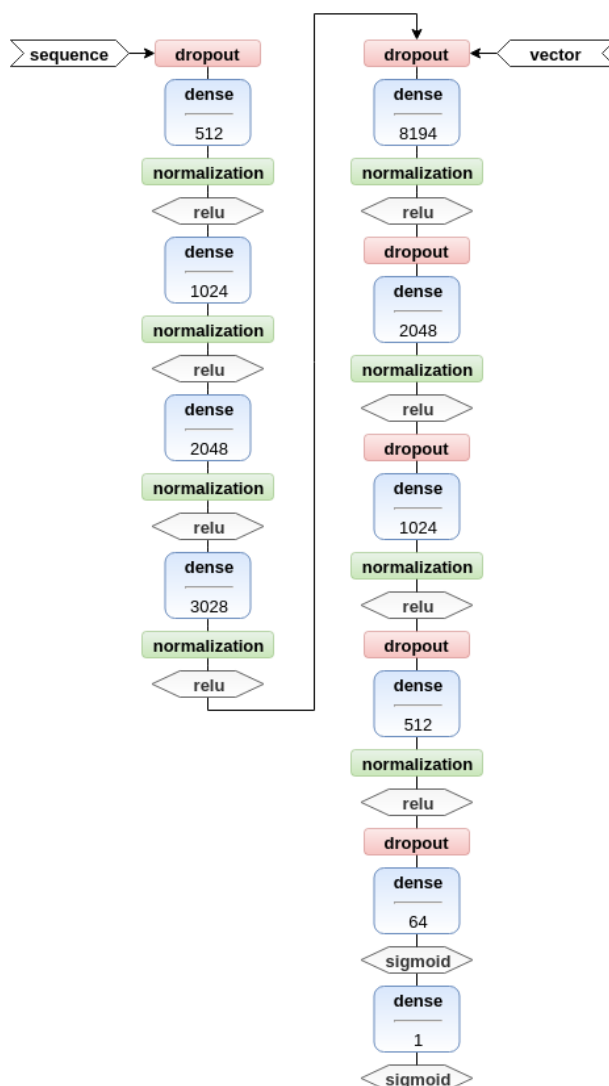 sequence
dropout
dense
512
normalization
relu
dense
1024
normalization
relu
dense
2048
normalization
relu
dense
3028
normalization
relu
dropout
vector
dense
8194
normalization
relu
dropout
dense
2048
normalization
relu
dropout
dense
1024
normalization
relu
dropout
dense
512
normalization
relu
dropout
dense
64
sigmoid
dense
1
sigmoid